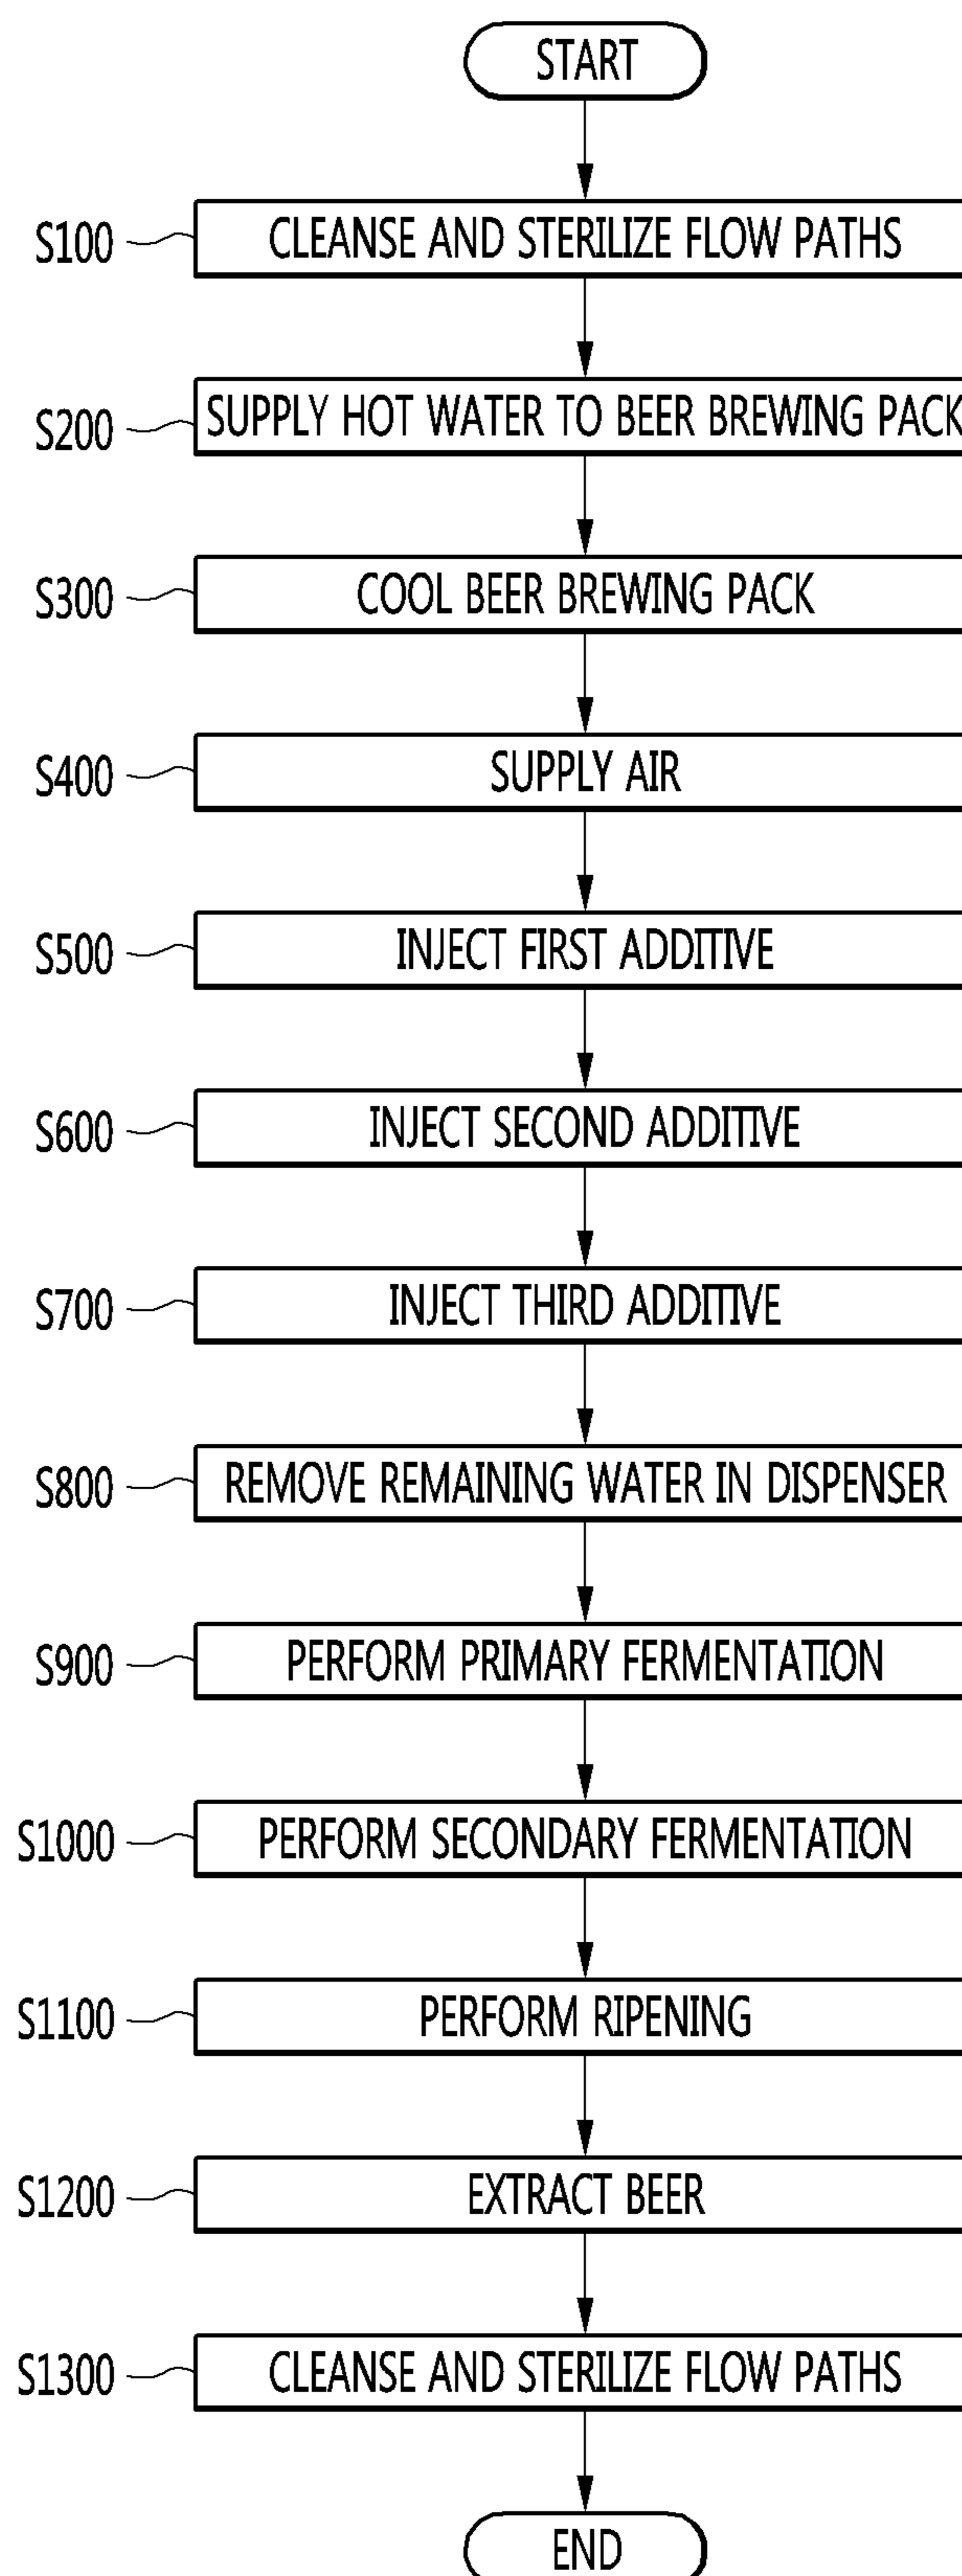 START
S100 CLEANSE AND STERILIZE FLOW PATHS
S200 SUPPLY HOT WATER TO BEER BREWING PACK
S300 COOL BEER BREWING PACK
S400 SUPPLY AIR
S500 INJECT FIRST ADDITIVE
S600 INJECT SECOND ADDITIVE
S700 INJECT THIRD ADDITIVE
S800 REMOVE REMAINING WATER IN DISPENSER
S900 PERFORM PRIMARY FERMENTATION
S1000 PERFORM SECONDARY FERMENTATION
S1100 PERFORM RIPENING
S1200 EXTRACT BEER
S1300 CLEANSE AND STERILIZE FLOW PATHS
END